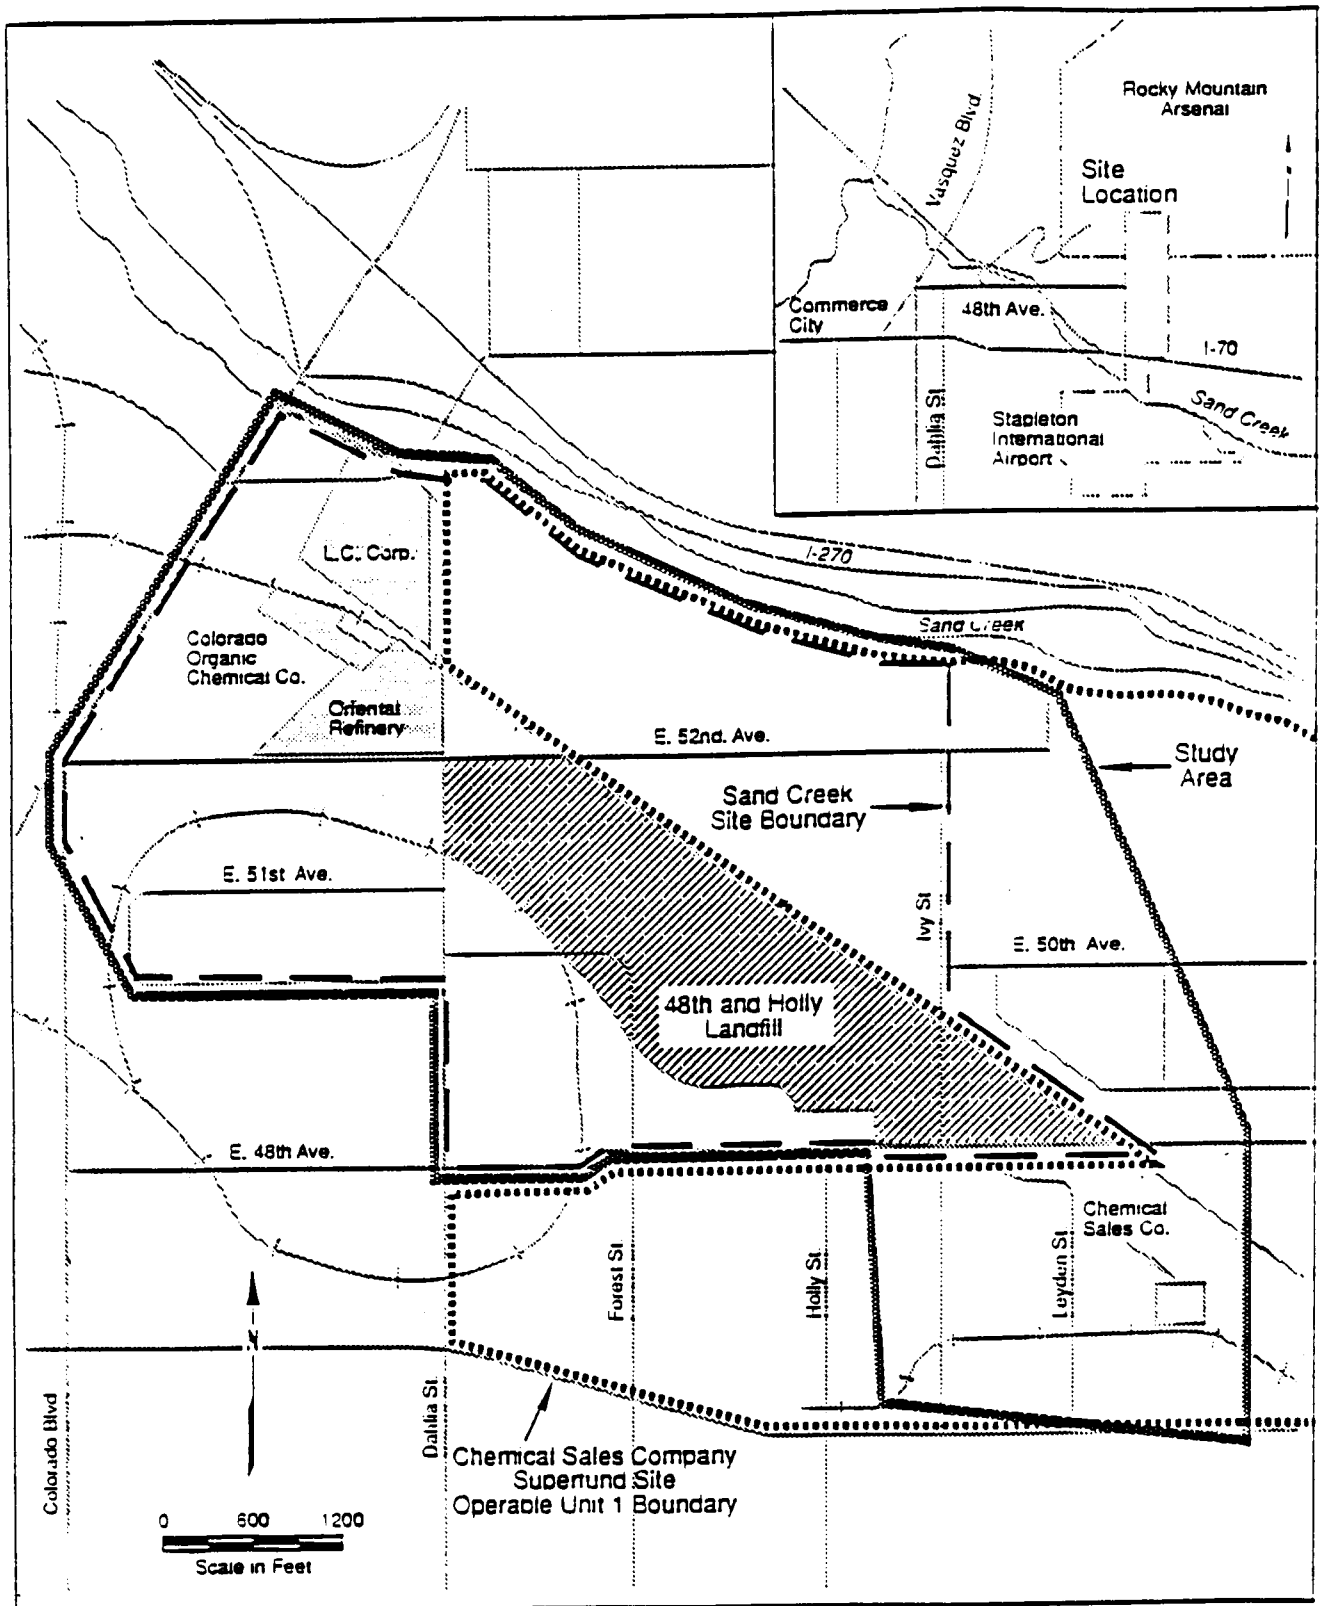 Rocky Mountain
Arsenal
Vasquez Blvd
Site
Location
Commerce
City
48th Ave.
I-70
Dahlia St
Stapleton
International
Airport
Sand Creek
I-270
L.C. Corp.
Sand Creek
Colorado
Organic
Chemical Co.
Oriental
Refinery
E. 52nd. Ave.
Study
Area
Sand Creek
Site Boundary
E. 51st Ave.
Ivy St
E. 50th Ave.
48th and Holly
Landfill
E. 48th Ave.
Chemical
Sales Co.
Forest St
Holly St
Leyden St
N
Colorado Blvd
Dahlia St
Chemical Sales Company
Superfund Site
Operable Unit 1 Boundary
0 600 1200
Scale in Feet